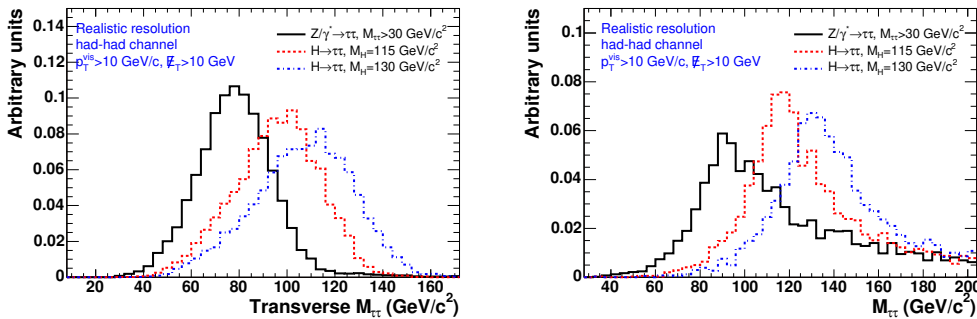 Arbitrary units
0.14
0.12
0.1
0.08
0.06
0.04
0.02
0
Realistic resolution
had-had channel
p_T^vis>10 GeV/c, E̸_T>10 GeV
Z/γ*→ττ, M_ττ>30 GeV/c²
H→ττ, M_H=115 GeV/c²
H→ττ, M_H=130 GeV/c²
20 40 60 80 100 120 140 160
Transverse M_ττ (GeV/c²)
Arbitrary units
0.1
0.08
0.06
0.04
0.02
0
Realistic resolution
had-had channel
p_T^vis>10 GeV/c, E̸_T>10 GeV
Z/γ*→ττ, M_ττ>30 GeV/c²
H→ττ, M_H=115 GeV/c²
H→ττ, M_H=130 GeV/c²
40 60 80 100 120 140 160 180 200
M_ττ (GeV/c²)